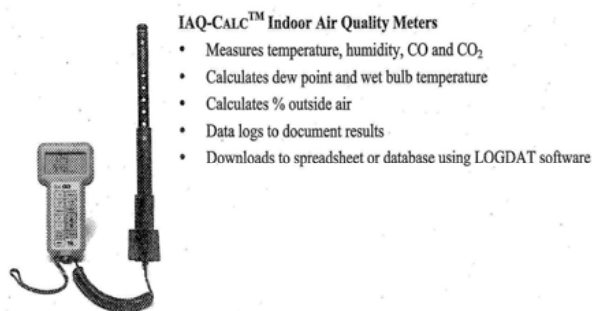 IAQ-CALC™ Indoor Air Quality Meters
• Measures temperature, humidity, CO and CO₂
• Calculates dew point and wet bulb temperature
• Calculates % outside air
• Data logs to document results
• Downloads to spreadsheet or database using LOGDAT software